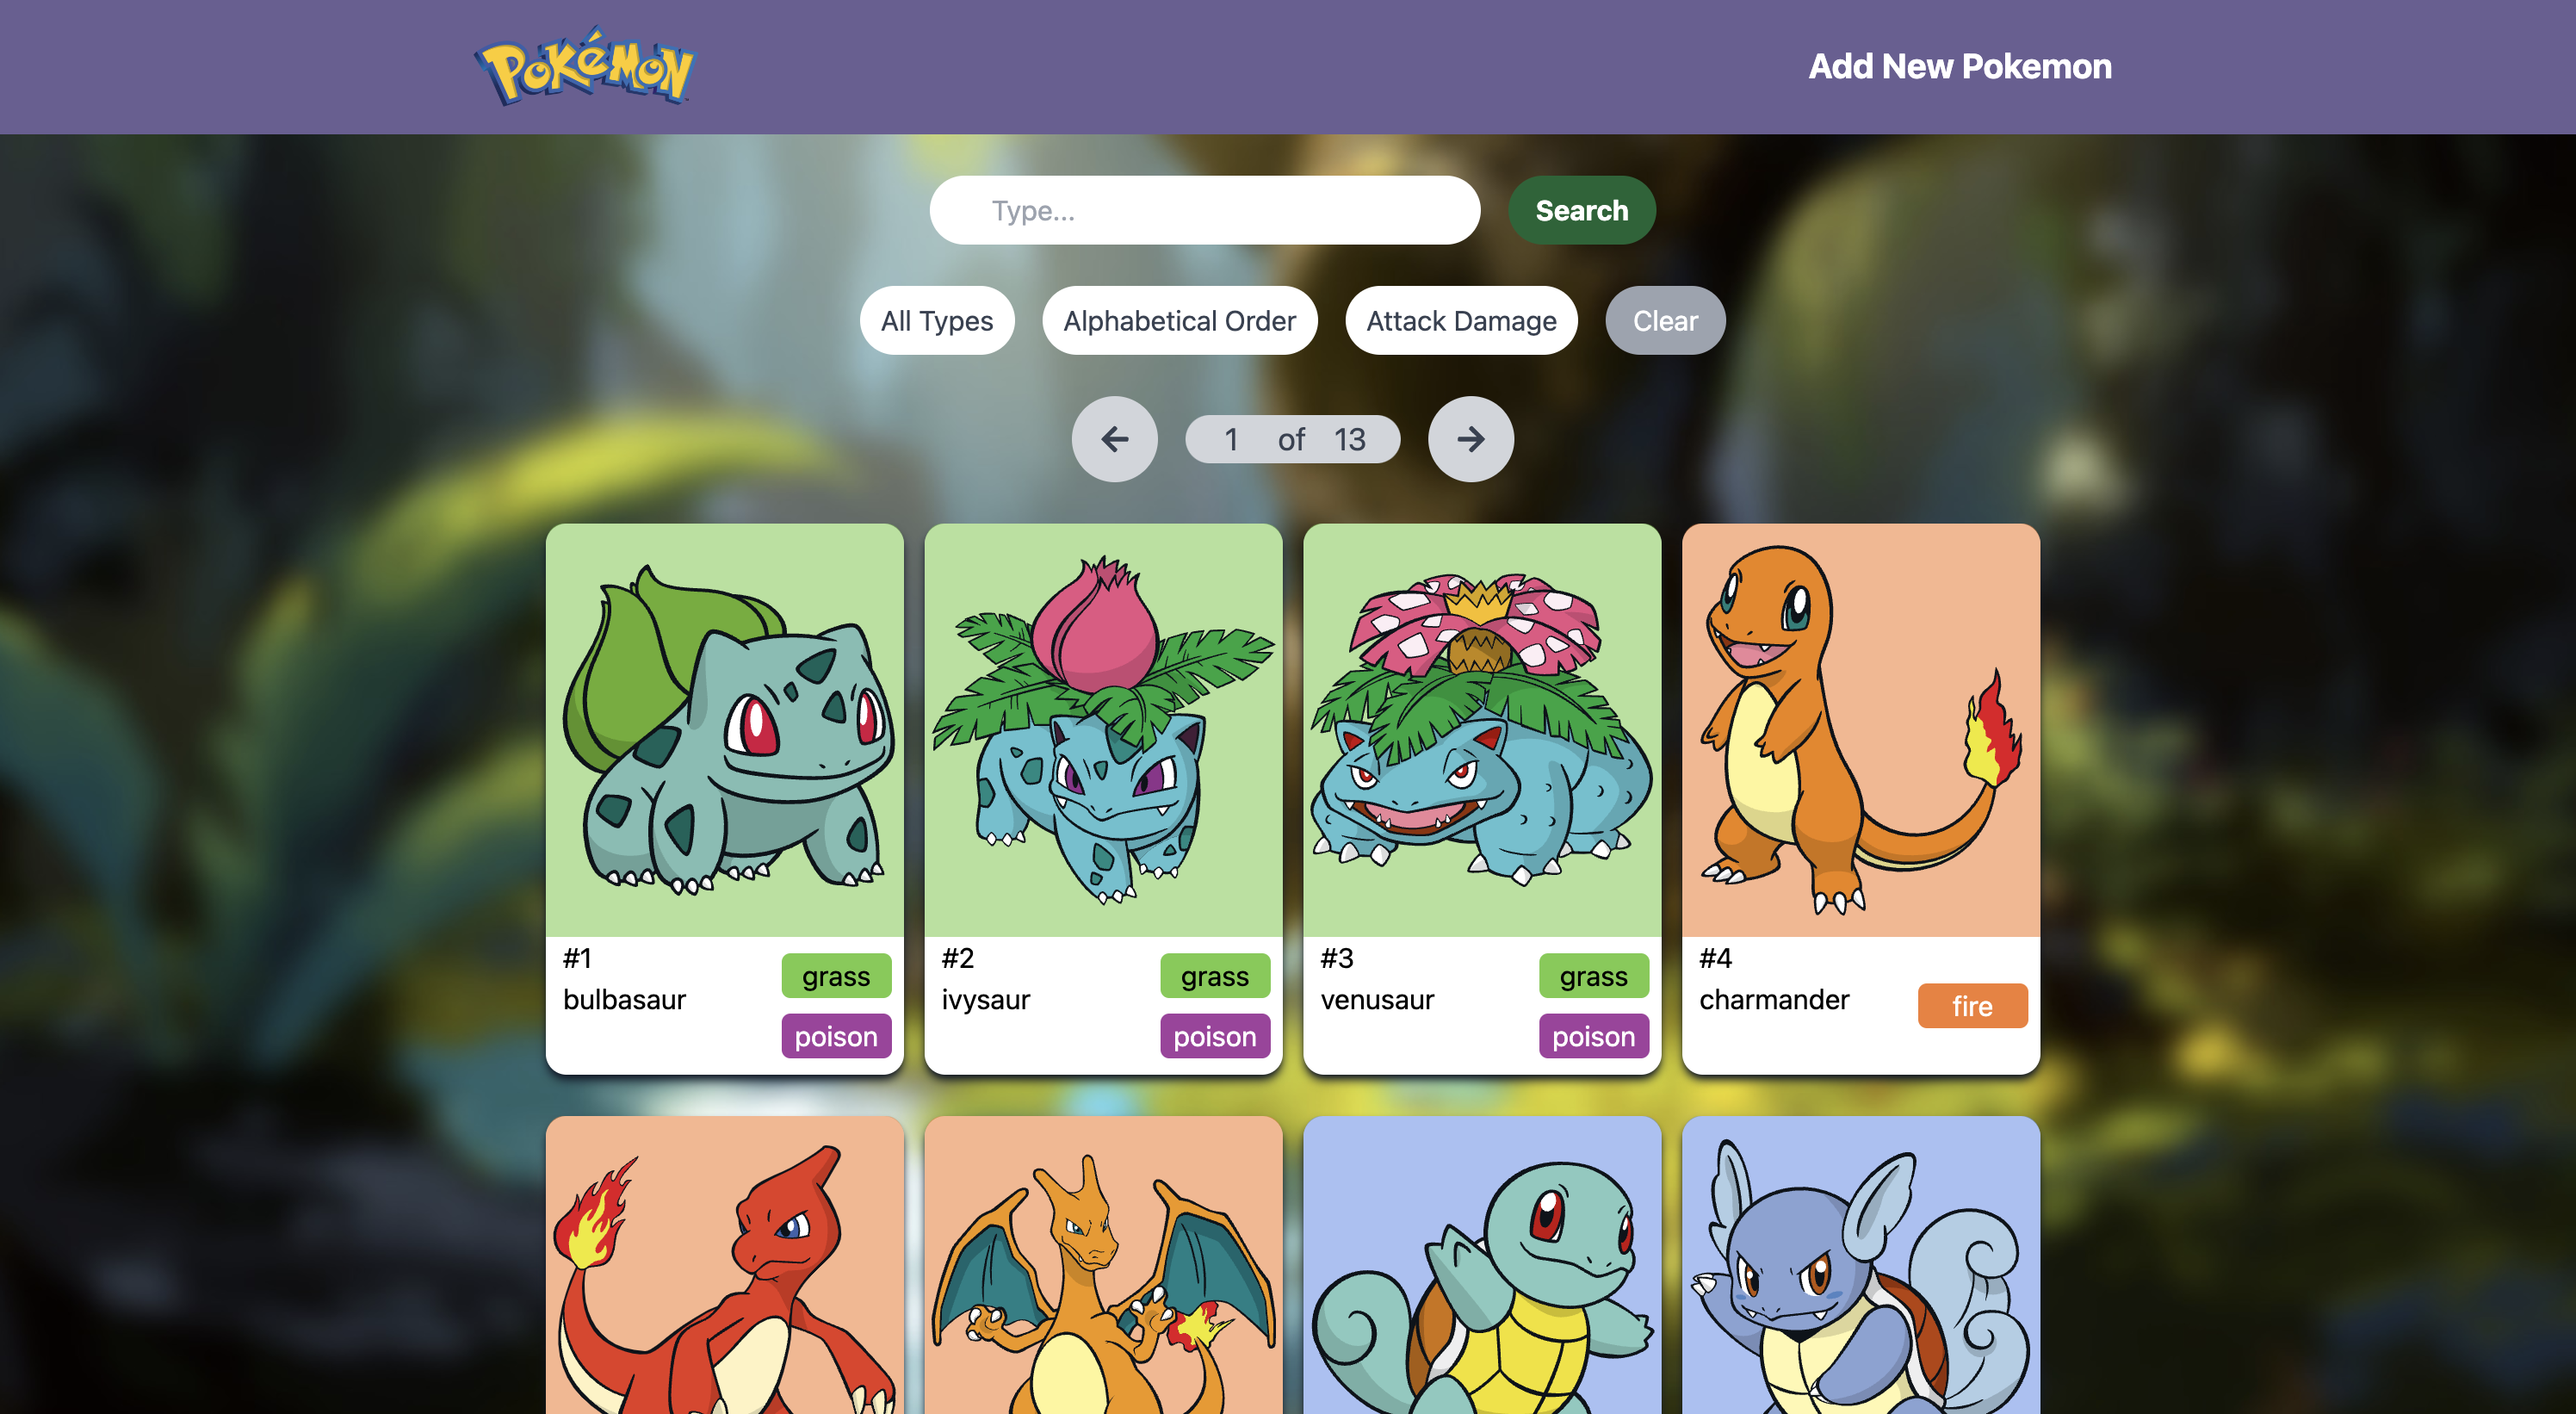 Pokémon
Add New Pokemon
Type...
Search
All Types
Alphabetical Order
Attack Damage
Clear
1 of 13
#1
bulbasaur
grass
poison
#2
ivysaur
grass
poison
#3
venusaur
grass
poison
#4
charmander
fire